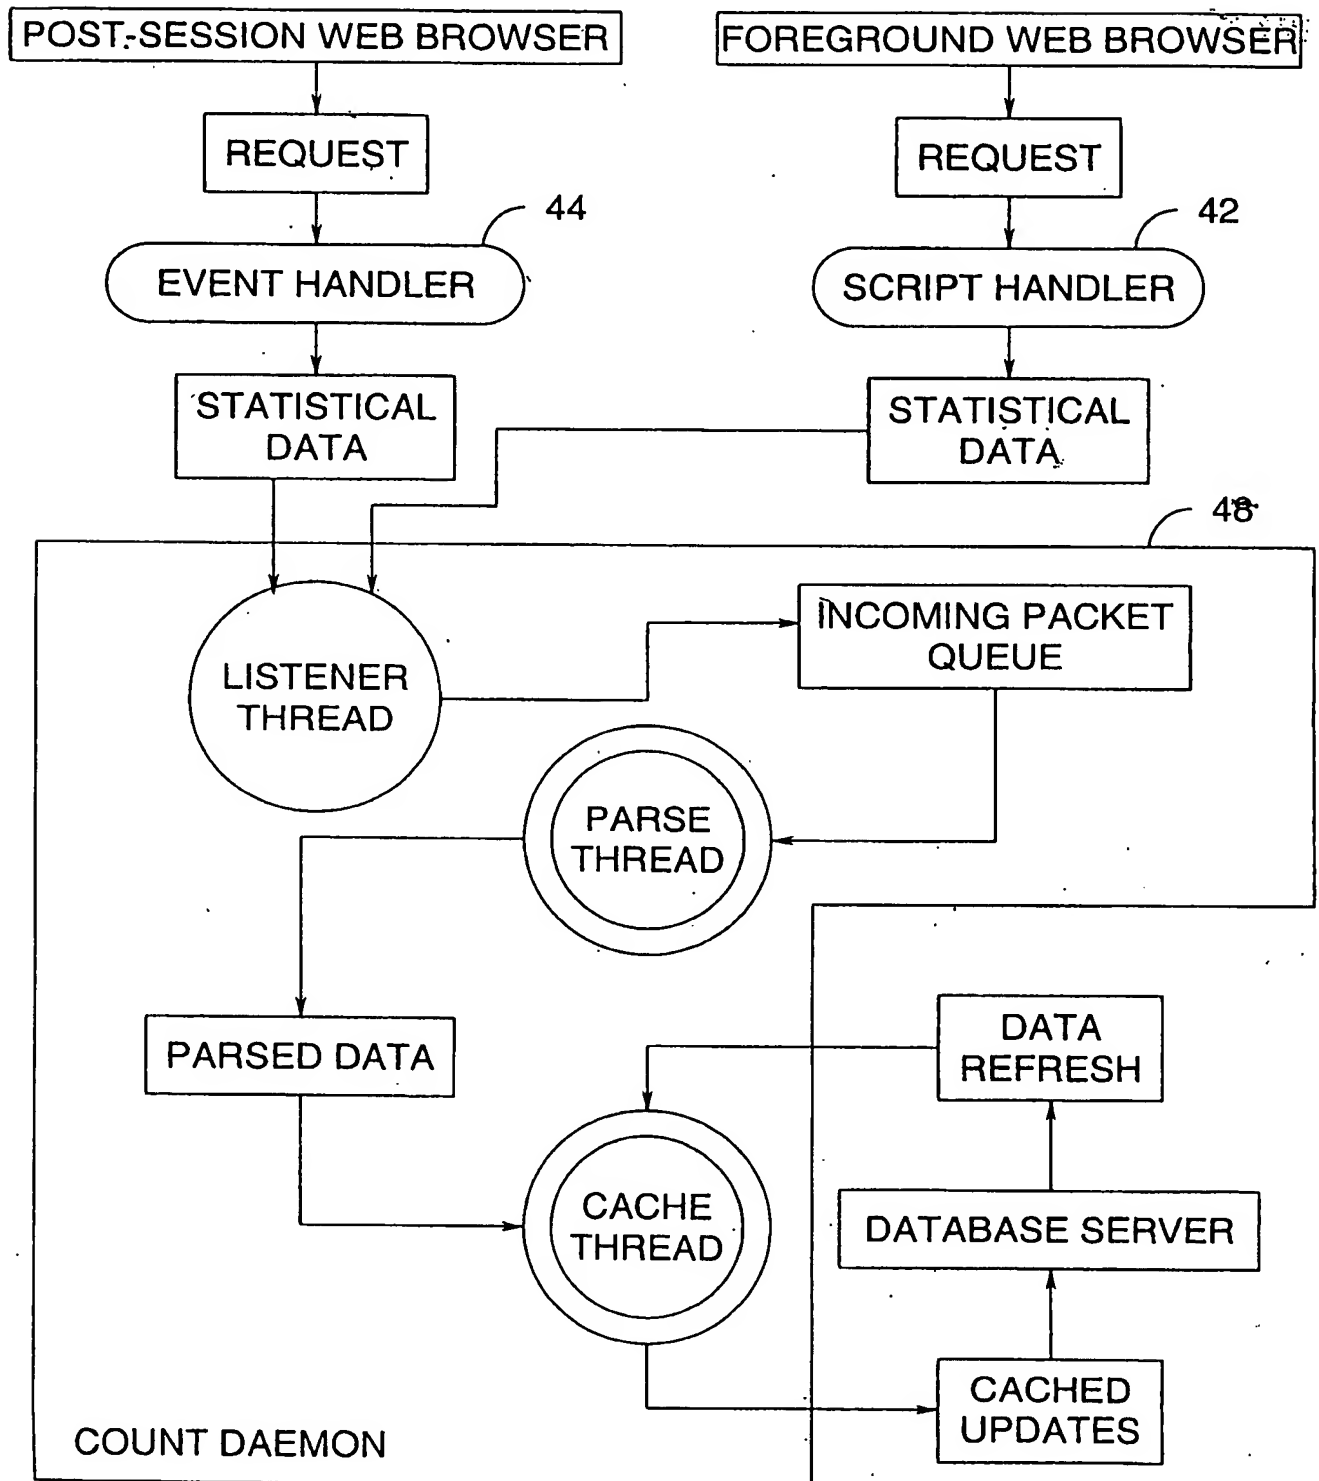 POST-SESSION WEB BROWSER
FOREGROUND WEB BROWSER
REQUEST
REQUEST
44
42
EVENT HANDLER
SCRIPT HANDLER
STATISTICAL
DATA
STATISTICAL
DATA
48
INCOMING PACKET
QUEUE
LISTENER
THREAD
PARSE
THREAD
DATA
REFRESH
PARSED DATA
CACHE
THREAD
DATABASE SERVER
CACHED
UPDATES
COUNT DAEMON